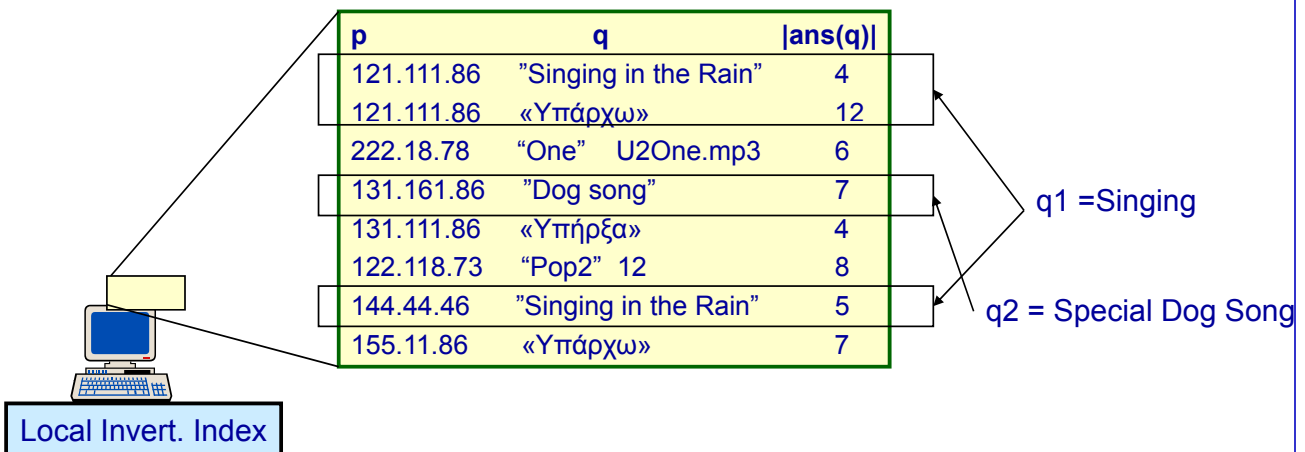 p q |ans(q)|
121.111.86 ”Singing in the Rain” 4
121.111.86 «Υπάρχω» 12
222.18.78 “One” U2One.mp3 6
131.161.86 ”Dog song” 7
131.111.86 «Υπήρξα» 4
122.118.73 “Pop2” 12 8
144.44.46 ”Singing in the Rain” 5
155.11.86 «Υπάρχω» 7
q1 =Singing
q2 = Special Dog Song
Local Invert. Index